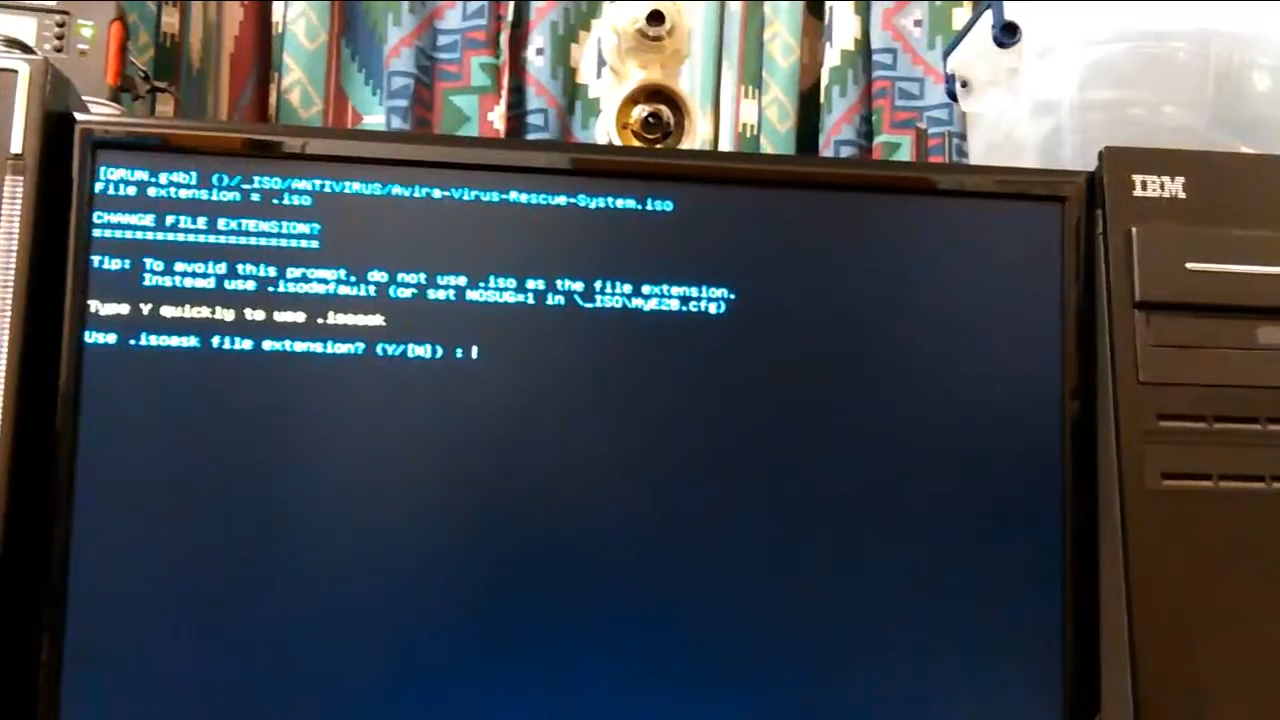 [QRUN.g4b] ()/_ISO/ANTIVIRUS/Avira-Virus-Rescue-System.iso
File extension = .iso
CHANGE FILE EXTENSION?
======================
Tip: To avoid this prompt, do not use .iso as the file extension.
Instead use .isodefault (or set NOSUG=1 in \_ISO\MyE2B.cfg)
Type Y quickly to use .isoask
Use .isoask file extension? (Y/[N]) :
IBM